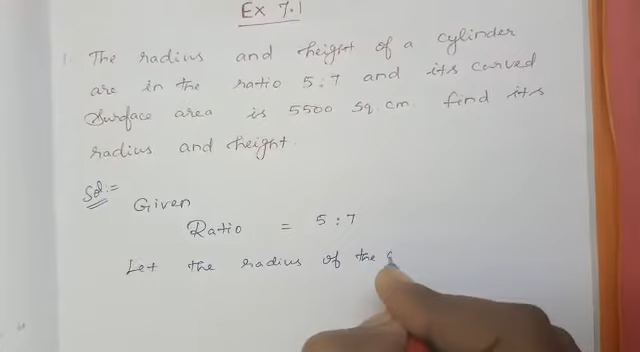 Ex 7.1
1. The radius and height of a cylinder
are in the ratio 5:7 and its curved
Surface area is 5500 sq.cm. find its
radius and height.
Sol:=
Given
Ratio = 5:7
Let the radius of the